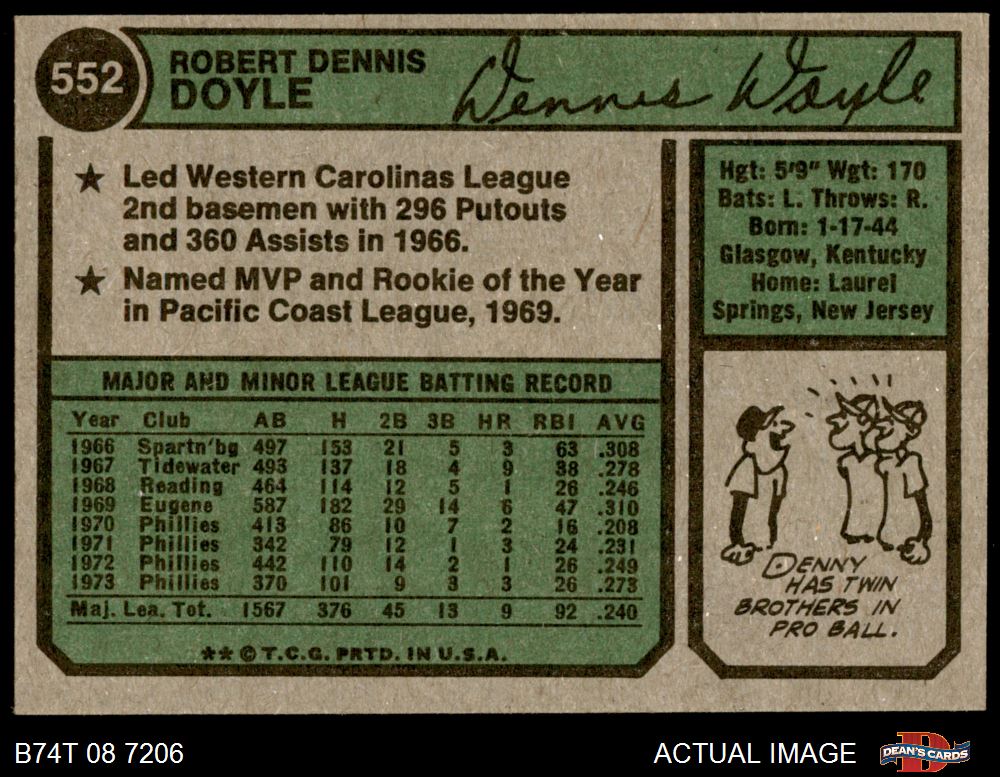 552
ROBERT DENNIS
DOYLE
Dennis Doyle
★ Led Western Carolinas League
2nd basemen with 296 Putouts
and 360 Assists in 1966.
★ Named MVP and Rookie of the Year
in Pacific Coast League, 1969.
Hgt: 5'9" Wgt: 170
Bats: L. Throws: R.
Born: 1-17-44
Glasgow, Kentucky
Home: Laurel
Springs, New Jersey
MAJOR AND MINOR LEAGUE BATTING RECORD
Year Club AB H 2B 3B HR RBI AVG
1966 Spartn'bg 497 153 21 5 3 63 .308
1967 Tidewater 493 137 18 4 9 38 .278
1968 Reading 464 114 12 5 1 26 .246
1969 Eugene 587 182 29 14 6 47 .310
1970 Phillies 413 86 10 7 2 16 .208
1971 Phillies 342 79 12 1 3 24 .231
1972 Phillies 442 110 14 2 1 26 .249
1973 Phillies 370 101 9 3 3 26 .273
Maj. Lea. Tot. 1567 376 45 13 9 92 .240
** © T.C.G. PRTD. IN U.S.A.
DENNY
HAS TWIN
BROTHERS IN
PRO BALL.
B74T 08 7206
ACTUAL IMAGE
DEAN'S CARDS